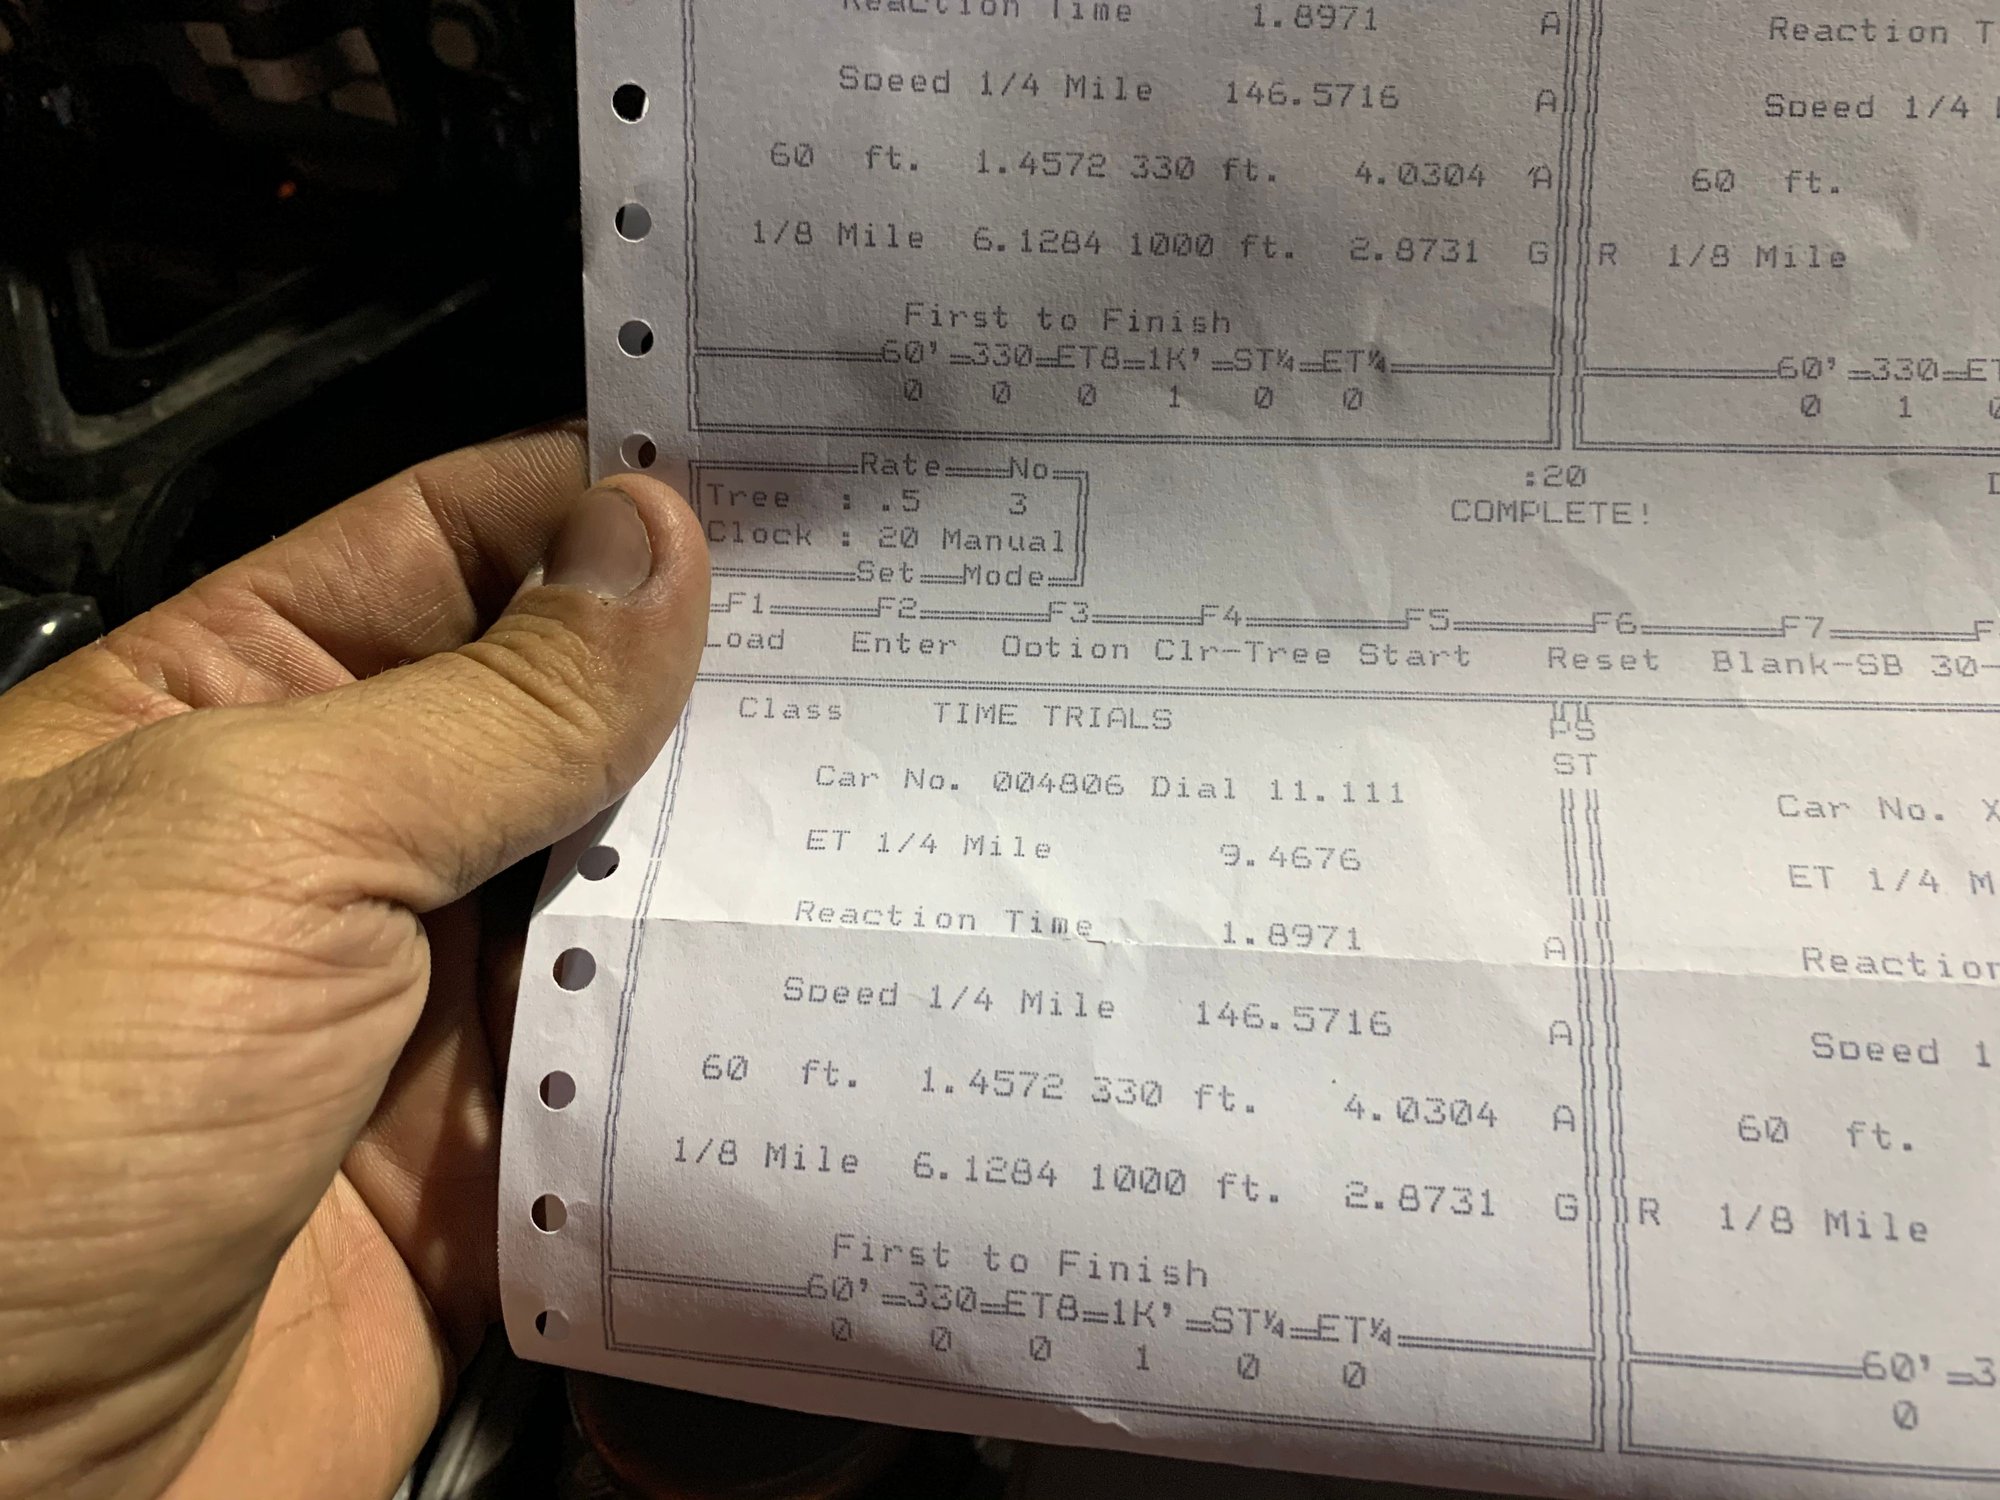 Reaction Time 1.8971 A Reaction
Speed 1/4 Mile 146.5716 A Speed 1/4
60 ft. 1.4572 330 ft. 4.0304 A 60 ft.
1/8 Mile 6.1284 1000 ft. 2.8731 G R 1/8 Mile
First to Finish
60' 330 ET8 1K' ST¼ ET¼ 60' 330
0 0 0 1 0 0 0 1
Rate No
Tree : .5 3 :20
COMPLETE!
Clock : 20 Manual
Set Mode
F1 F2 F3 F4 F5 F6 F7
Load Enter Option Clr-Tree Start Reset Blank-SB 30-
Class TIME TRIALS PS
ST
Car No. 004806 Dial 11.111 Car No. X
ET 1/4 Mile 9.4676 ET 1/4 M
Reaction Time 1.8971 A Reaction
Speed 1/4 Mile 146.5716 A Speed 1
60 ft. 1.4572 330 ft. 4.0304 A 60 ft.
1/8 Mile 6.1284 1000 ft. 2.8731 G R 1/8 Mile
First to Finish
60' 330 ET8 1K' ST¼ ET¼ 60'
0 0 0 1 0 0 0